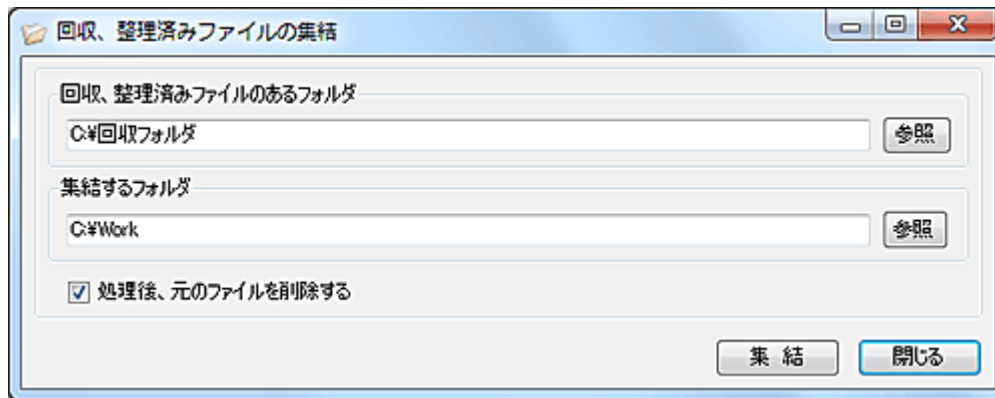 回収、整理済みファイルの集結
回収、整理済みファイルのあるフォルダ
C:¥回収フォルダ
参照
集結するフォルダ
C:¥Work
参照
処理後、元のファイルを削除する
集 結
閉じる